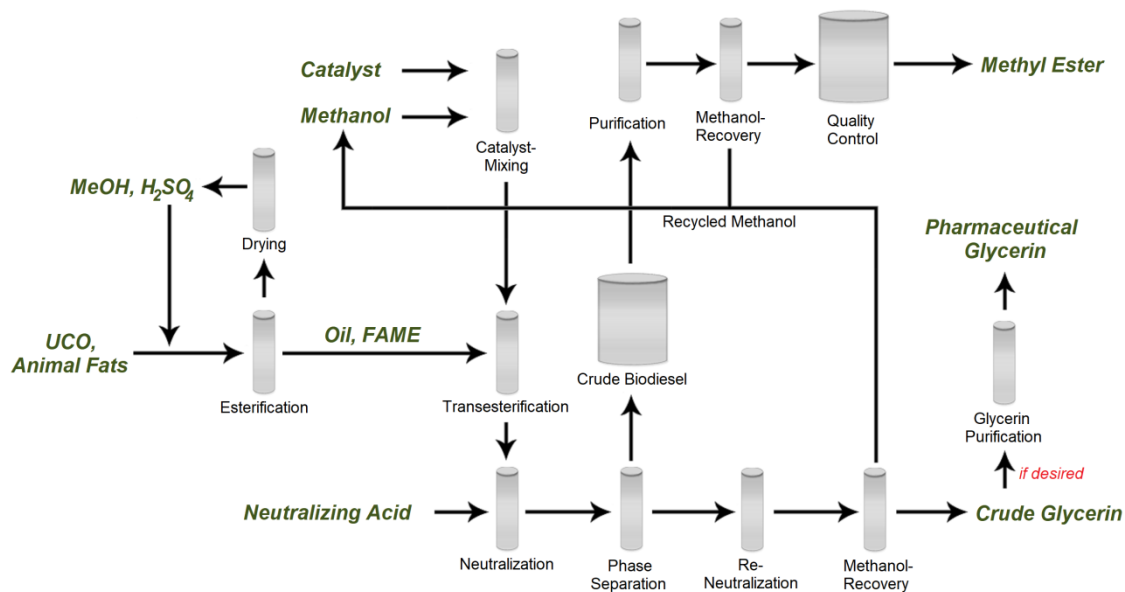 Catalyst
Methanol
Catalyst-
Mixing
Purification
Methanol-
Recovery
Quality
Control
Methyl Ester
MeOH, H₂SO₄
Drying
Recycled Methanol
Pharmaceutical
Glycerin
UCO,
Animal Fats
Esterification
Oil, FAME
Transesterification
Crude Biodiesel
Glycerin
Purification
if desired
Neutralizing Acid
Neutralization
Phase
Separation
Re-
Neutralization
Methanol-
Recovery
Crude Glycerin